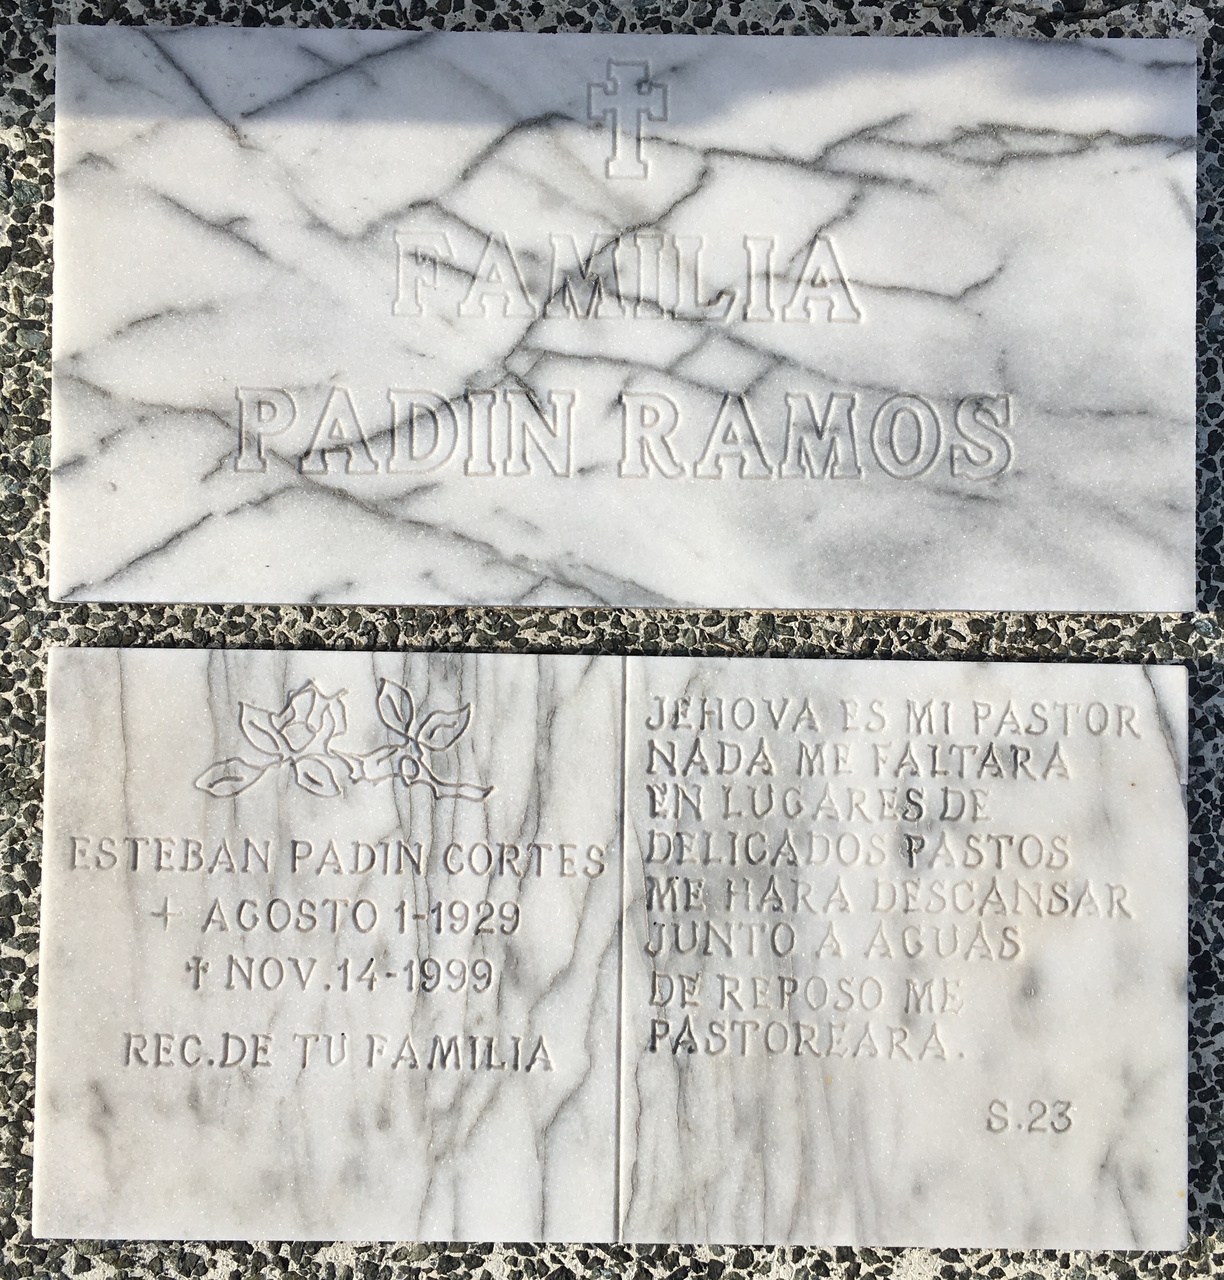 FAMILIA
PADIN RAMOS
ESTEBAN PADIN CORTES
AGOSTO 1-1929
NOV. 14-1999
REC. DE TU FAMILIA
JEHOVA ES MI PASTOR
NADA ME FALTARA
EN LUGARES DE
DELICADOS PASTOS
ME HARA DESCANSAR
JUNTO A AGUAS
DE REPOSO ME
PASTOREARA.
S.23